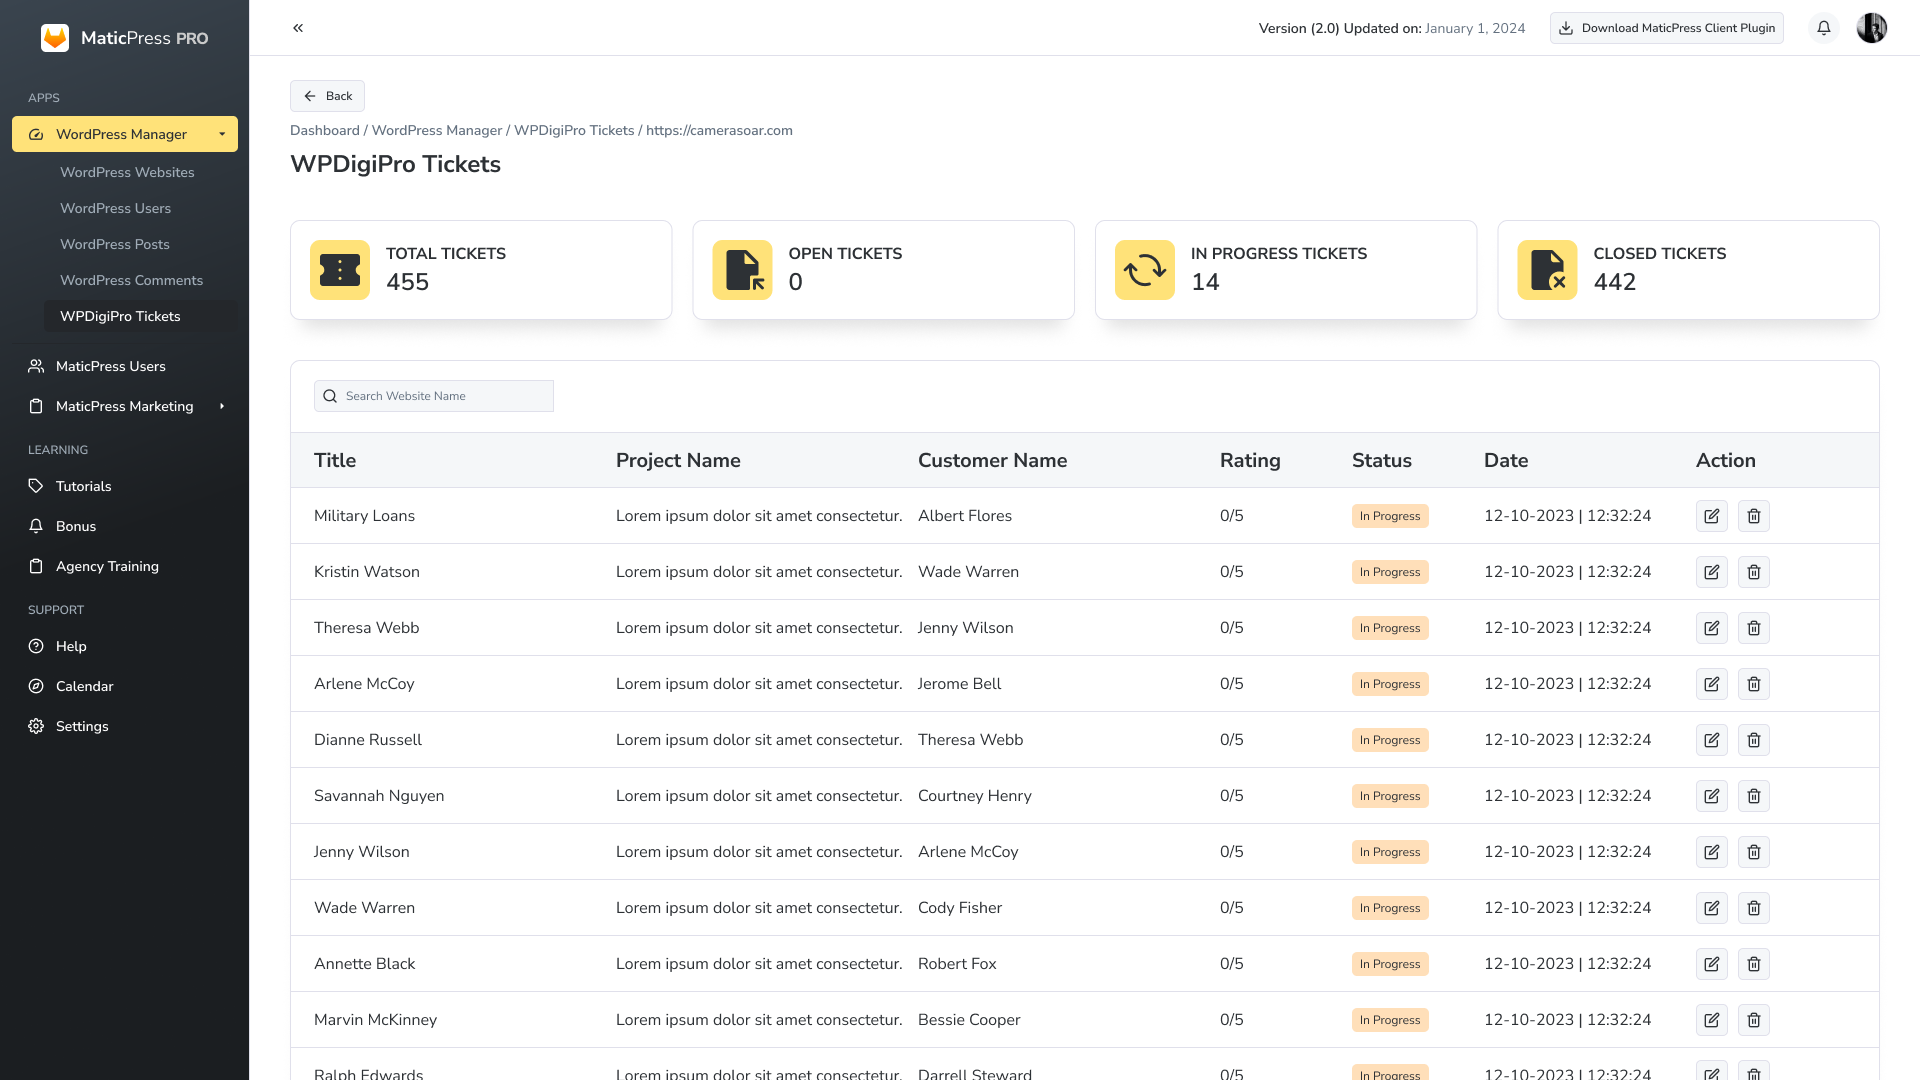 MaticPress PRO
APPS
WordPress Manager
WordPress Websites
WordPress Users
WordPress Posts
WordPress Comments
WPDigiPro Tickets
MaticPress Users
MaticPress Marketing
LEARNING
Tutorials
Bonus
Agency Training
SUPPORT
Help
Calendar
Settings
Version (2.0) Updated on: January 1, 2024
Download MaticPress Client Plugin
Back
Dashboard / WordPress Manager / WPDigiPro Tickets / https://camerasoar.com
WPDigiPro Tickets
TOTAL TICKETS
455
OPEN TICKETS
0
IN PROGRESS TICKETS
14
CLOSED TICKETS
442
Search Website Name
Title Project Name Customer Name Rating Status Date Action
Military Loans Lorem ipsum dolor sit amet consectetur. Albert Flores 0/5 In Progress 12-10-2023 | 12:32:24
Kristin Watson Lorem ipsum dolor sit amet consectetur. Wade Warren 0/5 In Progress 12-10-2023 | 12:32:24
Theresa Webb Lorem ipsum dolor sit amet consectetur. Jenny Wilson 0/5 In Progress 12-10-2023 | 12:32:24
Arlene McCoy Lorem ipsum dolor sit amet consectetur. Jerome Bell 0/5 In Progress 12-10-2023 | 12:32:24
Dianne Russell Lorem ipsum dolor sit amet consectetur. Theresa Webb 0/5 In Progress 12-10-2023 | 12:32:24
Savannah Nguyen Lorem ipsum dolor sit amet consectetur. Courtney Henry 0/5 In Progress 12-10-2023 | 12:32:24
Jenny Wilson Lorem ipsum dolor sit amet consectetur. Arlene McCoy 0/5 In Progress 12-10-2023 | 12:32:24
Wade Warren Lorem ipsum dolor sit amet consectetur. Cody Fisher 0/5 In Progress 12-10-2023 | 12:32:24
Annette Black Lorem ipsum dolor sit amet consectetur. Robert Fox 0/5 In Progress 12-10-2023 | 12:32:24
Marvin McKinney Lorem ipsum dolor sit amet consectetur. Bessie Cooper 0/5 In Progress 12-10-2023 | 12:32:24
Ralph Edwards Lorem ipsum dolor sit amet consectetur. Darrell Steward 0/5 In Progress 12-10-2023 | 12:32:24